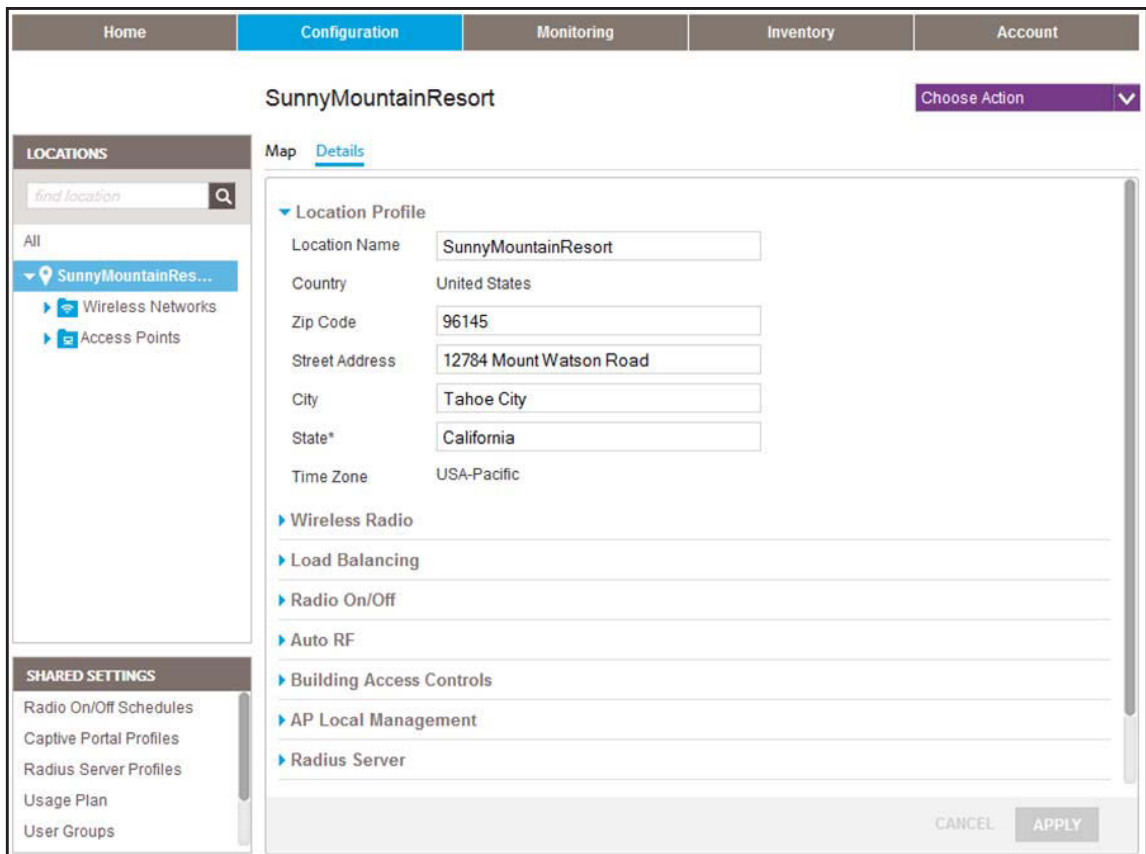 Home Configuration Monitoring Inventory Account
SunnyMountainResort
Choose Action
LOCATIONS
find location
All
SunnyMountainRes...
Wireless Networks
Access Points
SHARED SETTINGS
Radio On/Off Schedules
Captive Portal Profiles
Radius Server Profiles
Usage Plan
User Groups
Map Details
Location Profile
Location Name SunnyMountainResort
Country United States
Zip Code 96145
Street Address 12784 Mount Watson Road
City Tahoe City
State* California
Time Zone USA-Pacific
Wireless Radio
Load Balancing
Radio On/Off
Auto RF
Building Access Controls
AP Local Management
Radius Server
CANCEL APPLY